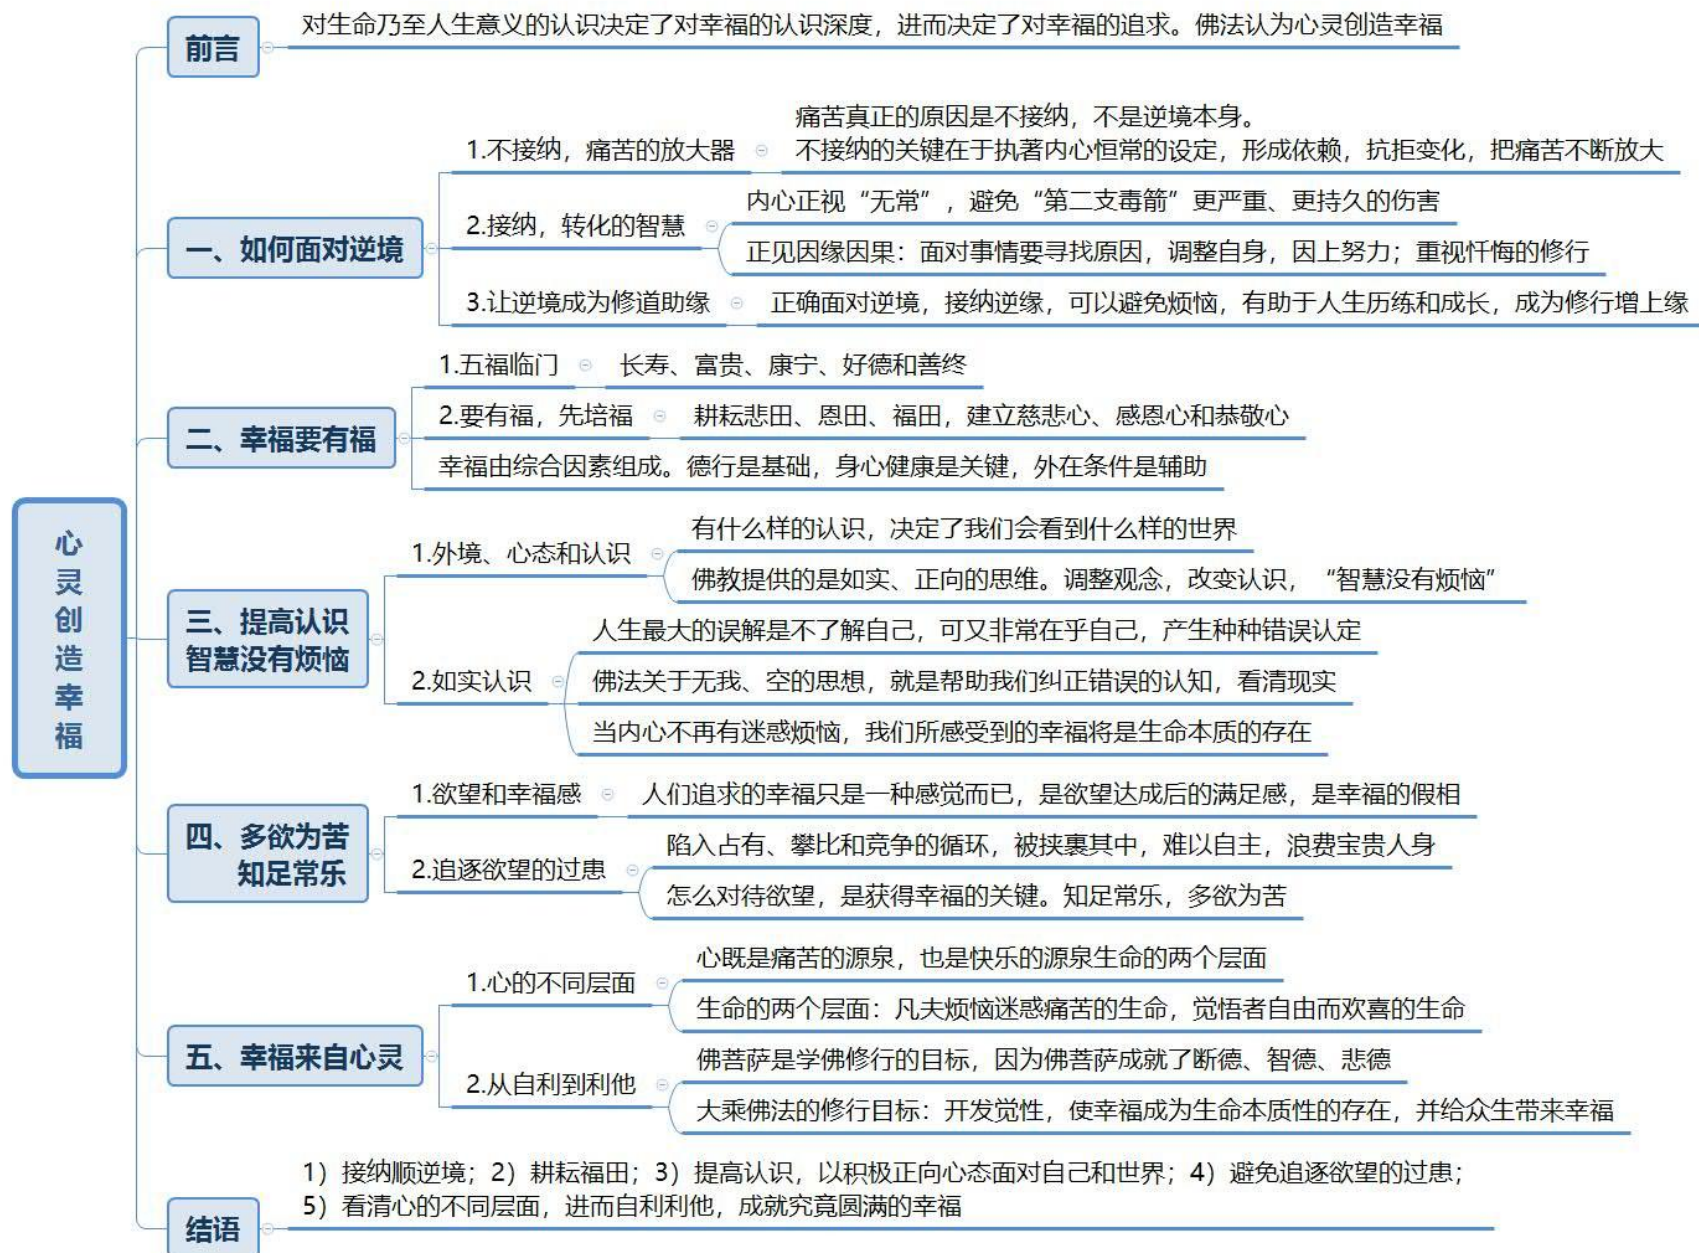 心灵创造幸福
前言
对生命乃至人生意义的认识决定了对幸福的认识深度，进而决定了对幸福的追求。佛法认为心灵创造幸福
一、如何面对逆境
1.不接纳，痛苦的放大器
痛苦真正的原因是不接纳，不是逆境本身。
不接纳的关键在于执著内心恒常的设定，形成依赖，抗拒变化，把痛苦不断放大
2.接纳，转化的智慧
内心正视“无常”，避免“第二支毒箭”更严重、更持久的伤害
正见因缘因果：面对事情要寻找原因，调整自身，因上努力；重视忏悔的修行
3.让逆境成为修道助缘
正确面对逆境，接纳逆缘，可以避免烦恼，有助于人生历练和成长，成为修行增上缘
二、幸福要有福
1.五福临门
长寿、富贵、康宁、好德和善终
2.要有福，先培福
耕耘悲田、恩田、福田，建立慈悲心、感恩心和恭敬心
幸福由综合因素组成。德行是基础，身心健康是关键，外在条件是辅助
三、提高认识
智慧没有烦恼
1.外境、心态和认识
有什么样的认识，决定了我们会看到什么样的世界
佛教提供的是如实、正向的思维。调整观念，改变认识，“智慧没有烦恼”
2.如实认识
人生最大的误解是不了解自己，可又非常在乎自己，产生种种错误认定
佛法关于无我、空的思想，就是帮助我们纠正错误的认知，看清现实
当内心不再有迷惑烦恼，我们所感受到的幸福将是生命本质的存在
四、多欲为苦
知足常乐
1.欲望和幸福感
人们追求的幸福只是一种感觉而已，是欲望达成后的满足感，是幸福的假相
2.追逐欲望的过患
陷入占有、攀比和竞争的循环，被挟裹其中，难以自主，浪费宝贵人身
怎么对待欲望，是获得幸福的关键。知足常乐，多欲为苦
五、幸福来自心灵
1.心的不同层面
心既是痛苦的源泉，也是快乐的源泉生命的两个层面
生命的两个层面：凡夫烦恼迷惑痛苦的生命，觉悟者自由而欢喜的生命
2.从自利到利他
佛菩萨是学佛修行的目标，因为佛菩萨成就了断德、智德、悲德
大乘佛法的修行目标：开发觉性，使幸福成为生命本质性的存在，并给众生带来幸福
结语
1）接纳顺逆境；2）耕耘福田；3）提高认识，以积极正向心态面对自己和世界；4）避免追逐欲望的过患；
5）看清心的不同层面，进而自利利他，成就究竟圆满的幸福